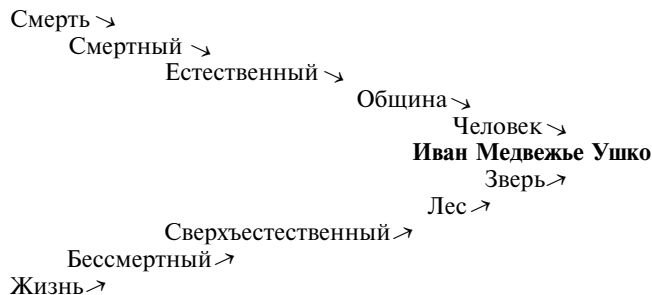 Смерть ↘
Смертный ↘
Естественный ↘
Община ↘
Человек ↘
Иван Медвежье Ушко
Зверь ↗
Лес ↗
Сверхъестественный ↗
Бессмертный ↗
Жизнь ↗